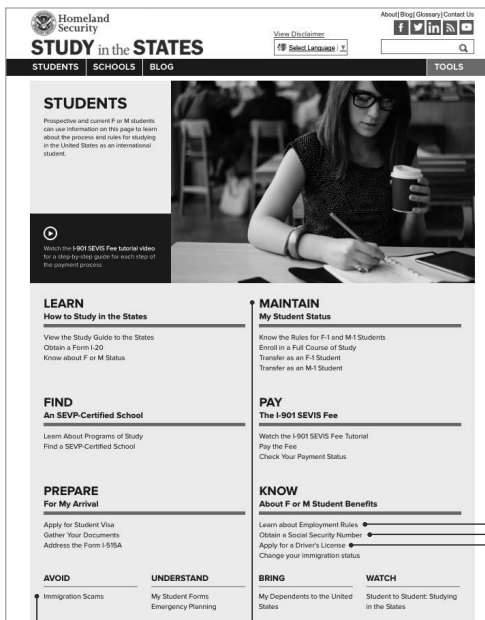 About | Blog | Glossary | Contact Us
Homeland
Security
STUDY in the STATES
View Disclaimer
Select Language ▼
STUDENTS SCHOOLS BLOG
TOOLS
STUDENTS
Prospective and current F or M students
can use information on this page to learn
about the process and rules for studying
in the United States as an international
student.
Watch the I-901 SEVIS Fee tutorial video
for a step-by-step guide for each step of
the payment process
LEARN
How to Study in the States
View the Study Guide to the States
Obtain a Form I-20
Know about F or M Status
MAINTAIN
My Student Status
Know the Rules for F-1 and M-1 Students
Enroll in a Full Course of Study
Transfer as an F-1 Student
Transfer as an M-1 Student
FIND
An SEVP-Certified School
Learn About Programs of Study
Find a SEVP-Certified School
PAY
The I-901 SEVIS Fee
Watch the I-901 SEVIS Fee Tutorial
Pay the Fee
Check Your Payment Status
PREPARE
For My Arrival
Apply for Student Visa
Gather Your Documents
Address the Form I-515A
KNOW
About F or M Student Benefits
Learn about Employment Rules
Obtain a Social Security Number
Apply for a Driver's License
Change your immigration status
AVOID
Immigration Scams
UNDERSTAND
My Student Forms
Emergency Planning
BRING
My Dependents to the United
States
WATCH
Student to Student: Studying
in the States